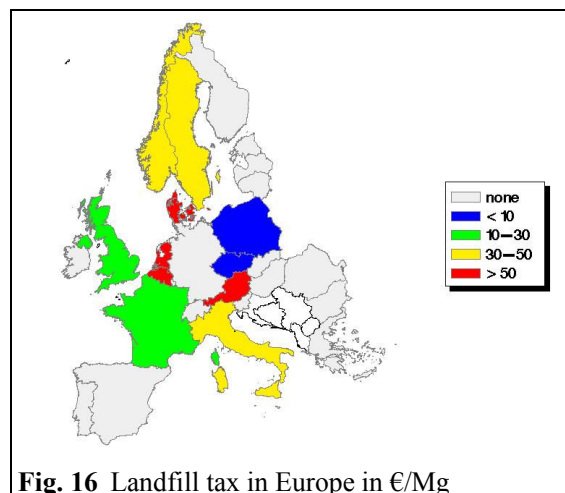 none
< 10
10—30
30—50
> 50
Fig. 16 Landfill tax in Europe in €/Mg